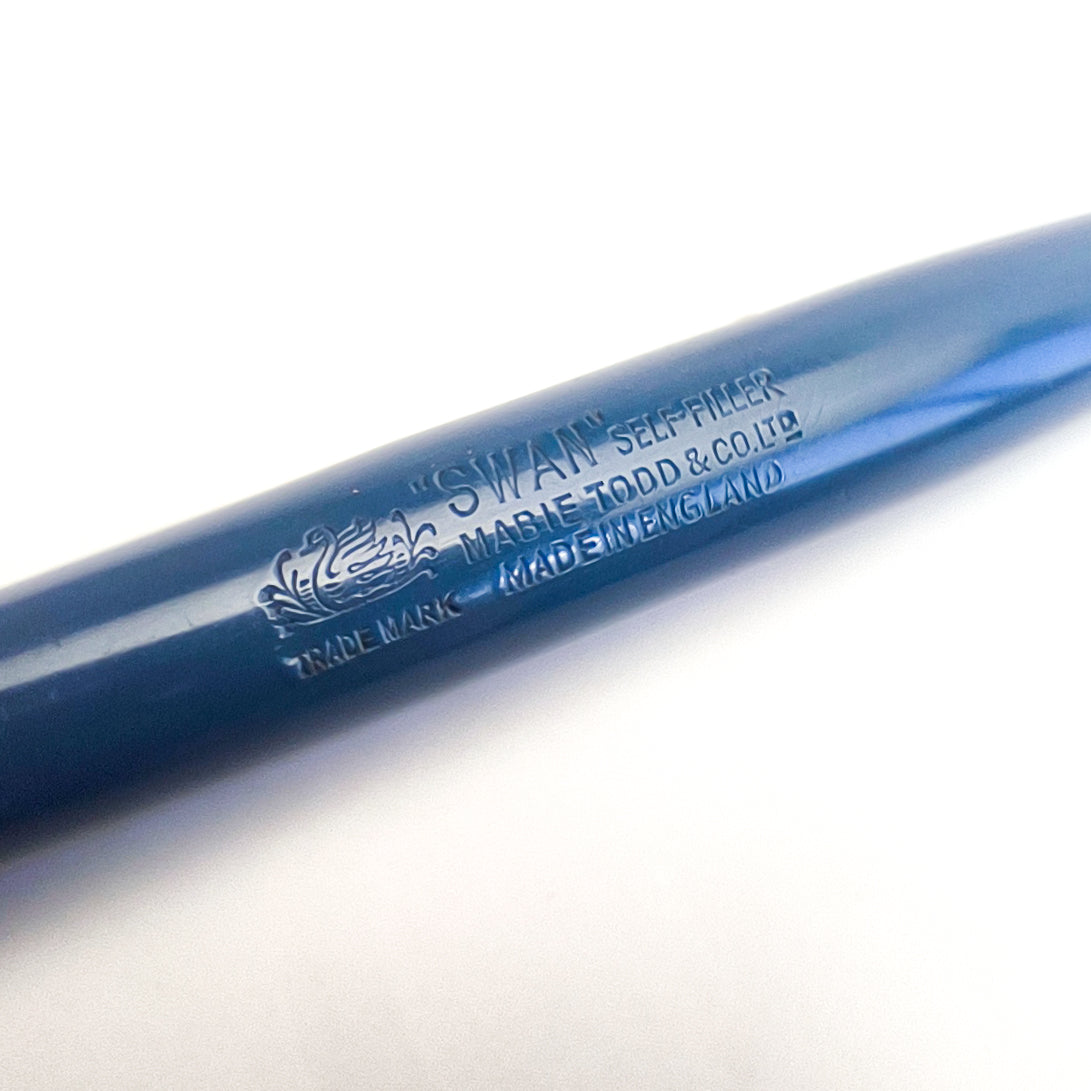 "SWAN" SELF-FILLER
MABIE TODD & CO. LTD
MADE IN ENGLAND
TRADE MARK